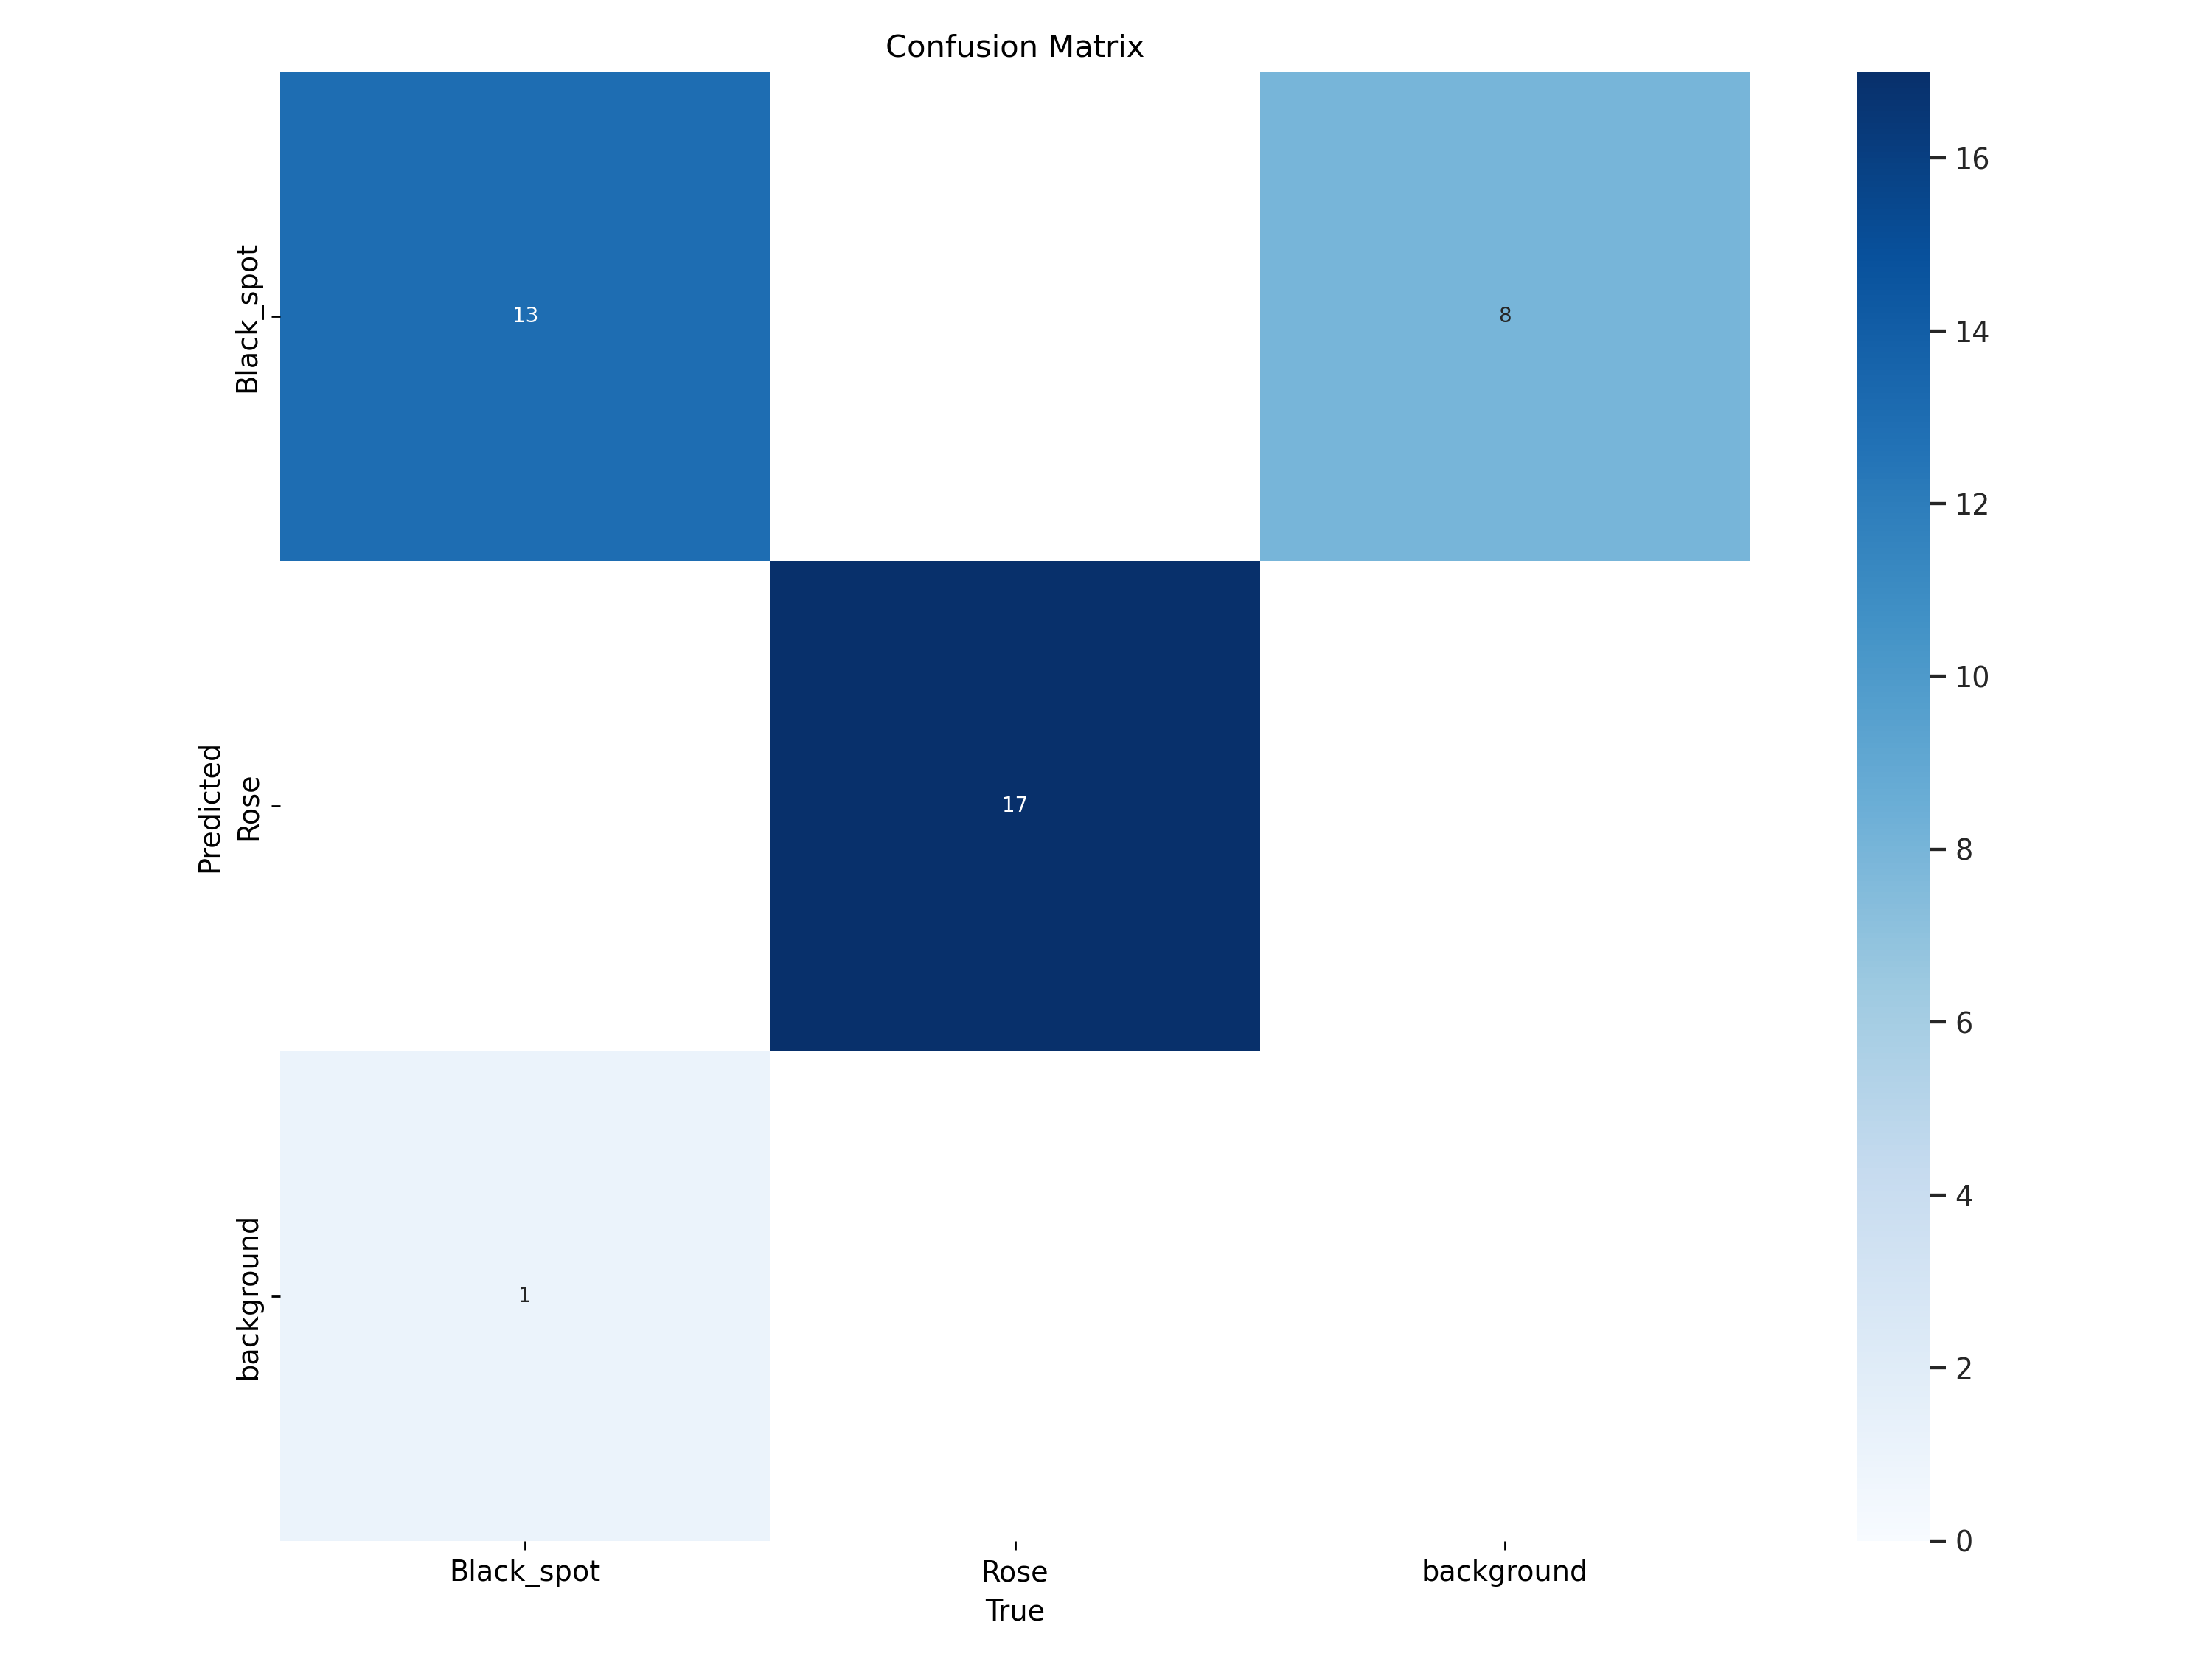 Confusion Matrix
Black_spot
13
8
Predicted
Rose
17
background
1
Black_spot
Rose
background
True
16
14
12
10
8
6
4
2
0